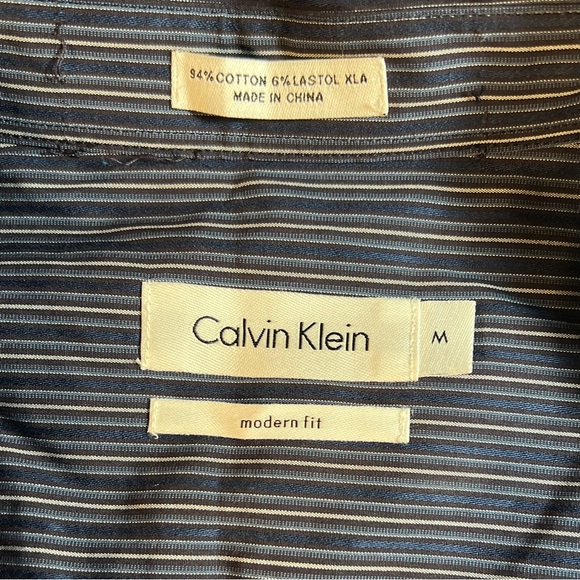 94% COTTON 6% LASTOL XLA
MADE IN CHINA
Calvin Klein M
modern fit